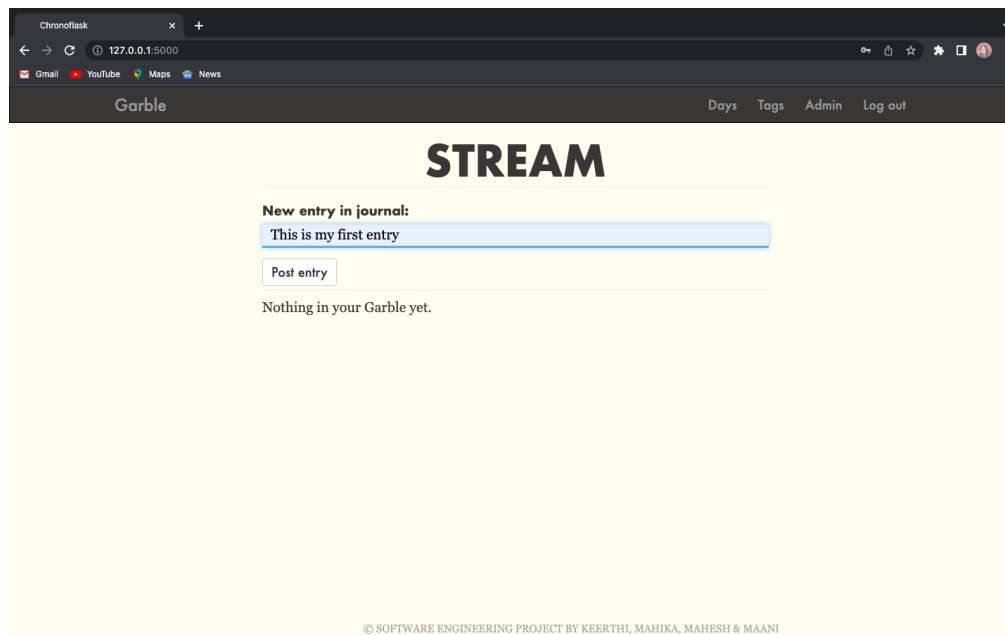 Chronoflask
127.0.0.1:5000
Gmail YouTube Maps News
Garble Days Tags Admin Log out
STREAM
New entry in journal:
This is my first entry
Post entry
Nothing in your Garble yet.
© SOFTWARE ENGINEERING PROJECT BY KEERTHI, MAHIKA, MAHESH & MAANI